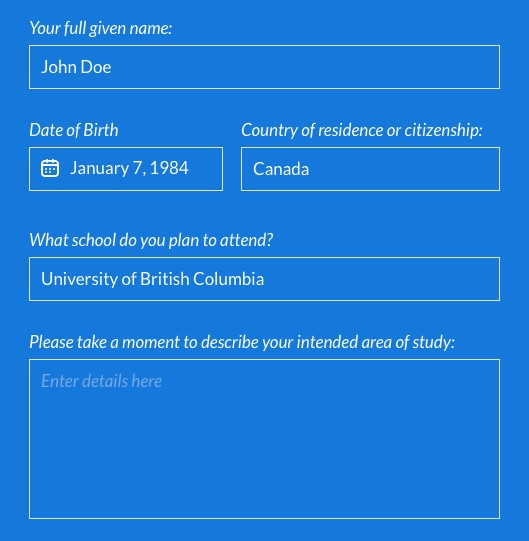 Your full given name:
John Doe
Date of Birth
Country of residence or citizenship:
January 7, 1984
Canada
What school do you plan to attend?
University of British Columbia
Please take a moment to describe your intended area of study:
Enter details here